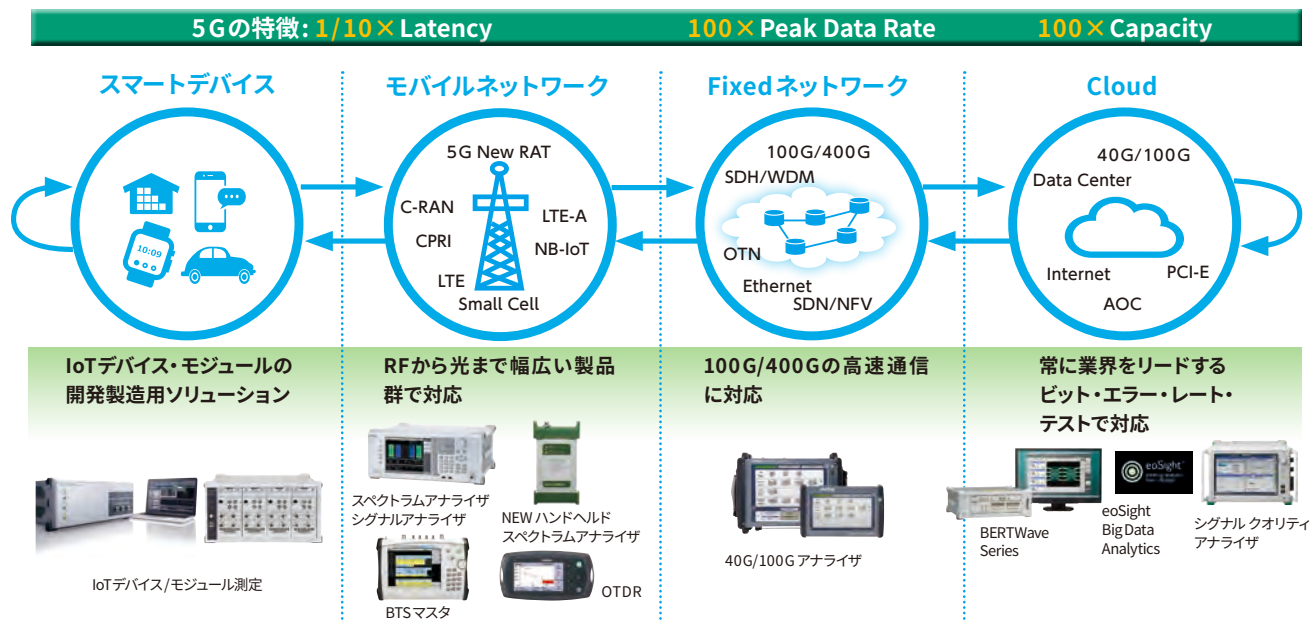 5Gの特徴: 1/10×Latency 100×Peak Data Rate 100×Capacity
スマートデバイス
10:09
IoTデバイス・モジュールの
開発製造用ソリューション
IoTデバイス/モジュール測定
モバイルネットワーク
5G New RAT
C-RAN
LTE-A
CPRI
NB-IoT
LTE
Small Cell
RFから光まで幅広い製品
群で対応
スペクトラムアナライザ
シグナルアナライザ
NEW ハンドヘルド
スペクトラムアナライザ
BTSマスタ
OTDR
Fixedネットワーク
100G/400G
SDH/WDM
OTN
Ethernet
SDN/NFV
100G/400Gの高速通信
に対応
40G/100G アナライザ
Cloud
40G/100G
Data Center
Internet
PCI-E
AOC
常に業界をリードする
ビット・エラー・レート・
テストで対応
BERTWave
Series
eoSight
eoSight
Big Data
Analytics
シグナル クオリティ
アナライザ